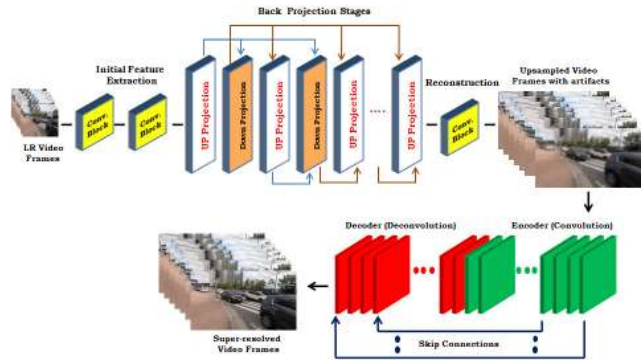 Back Projection Stages
Initial Feature
Extraction
Reconstruction
Upsampled Video
Frames with artifacts
LR Video
Frames
Conv.
Block
Conv.
Block
UP Projection
Down Projection
UP Projection
Down Projection
UP Projection
UP Projection
Conv.
Block
Decoder (Deconvolution)
Encoder (Convolution)
Super-resolved
Video Frames
Skip Connections